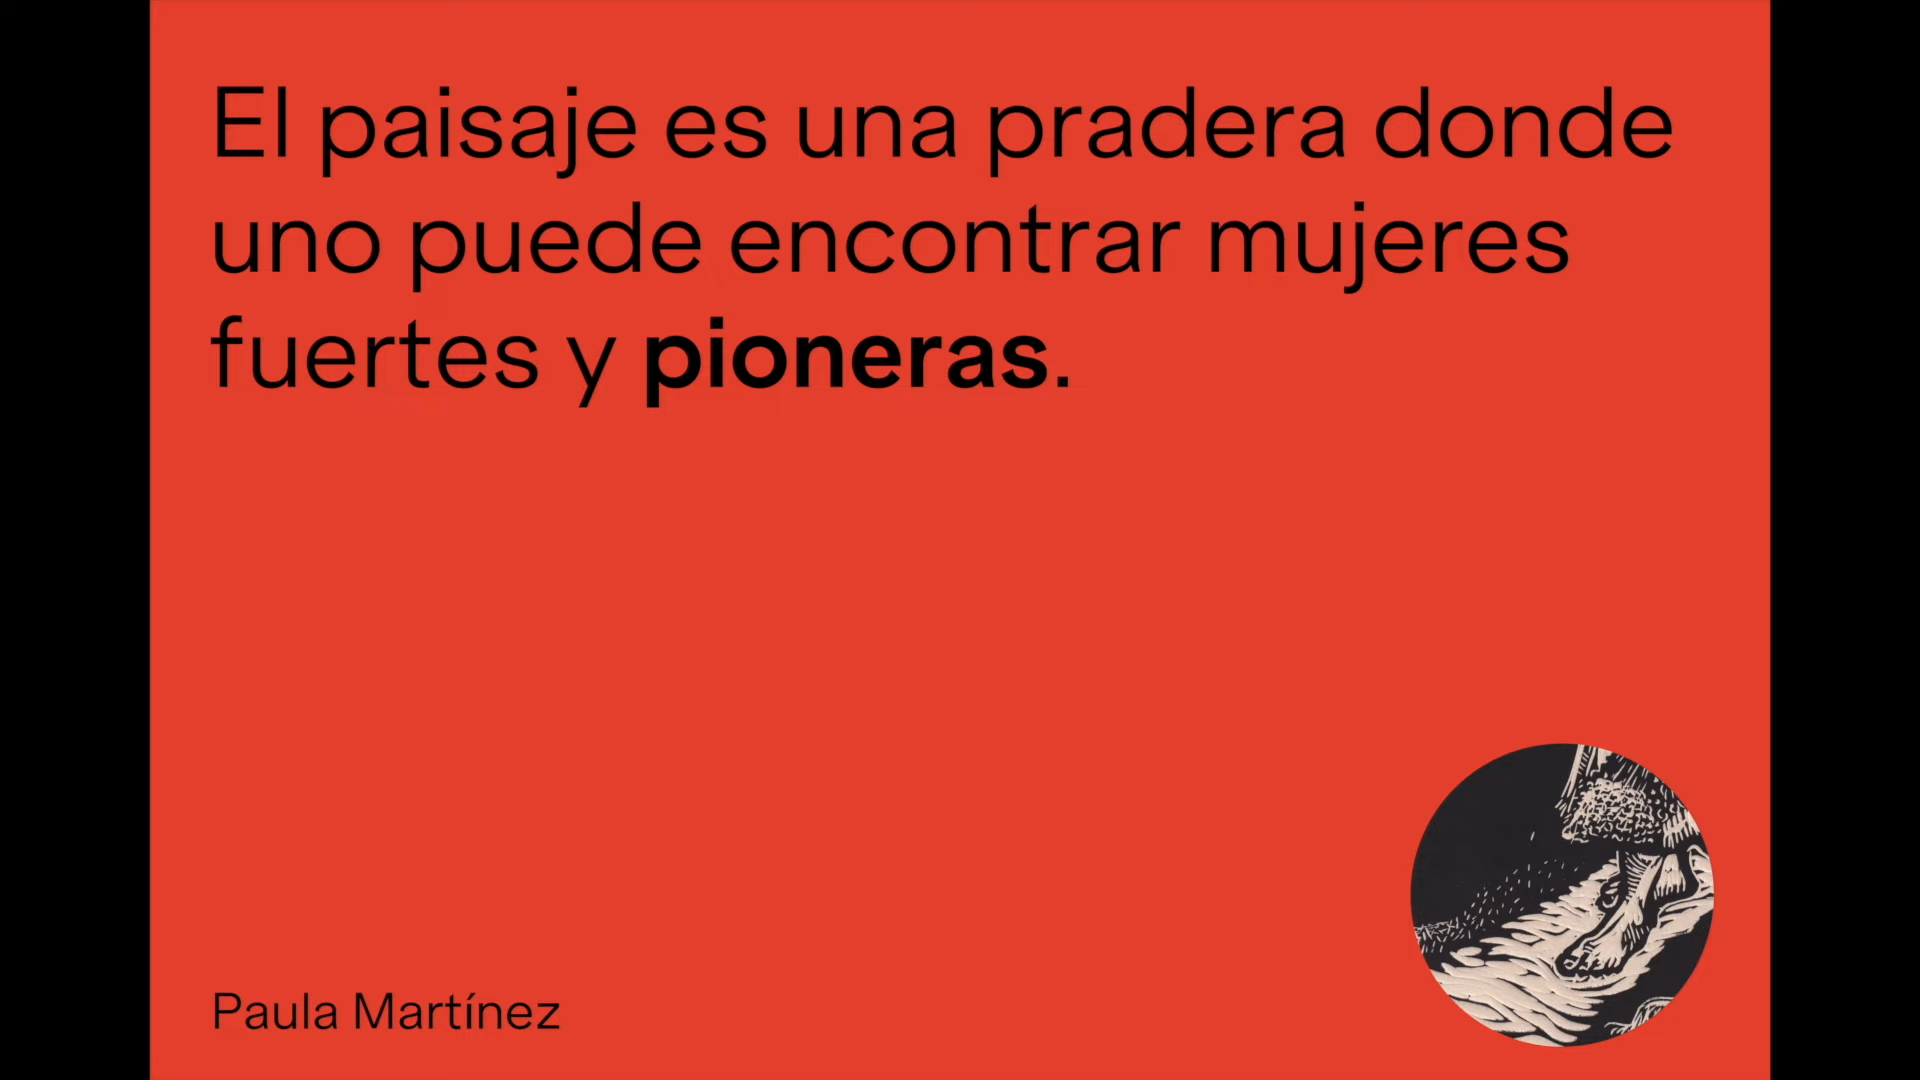 El paisaje es una pradera donde
uno puede encontrar mujeres
fuertes y pioneras.
Paula Martínez